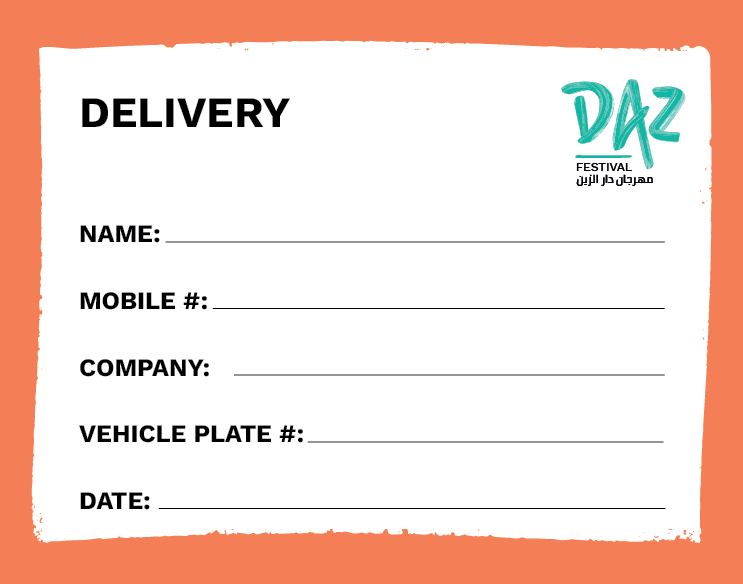 DELIVERY
DAZ
FESTIVAL
مهرجان دار الزين
NAME:
MOBILE #:
COMPANY:
VEHICLE PLATE #:
DATE: